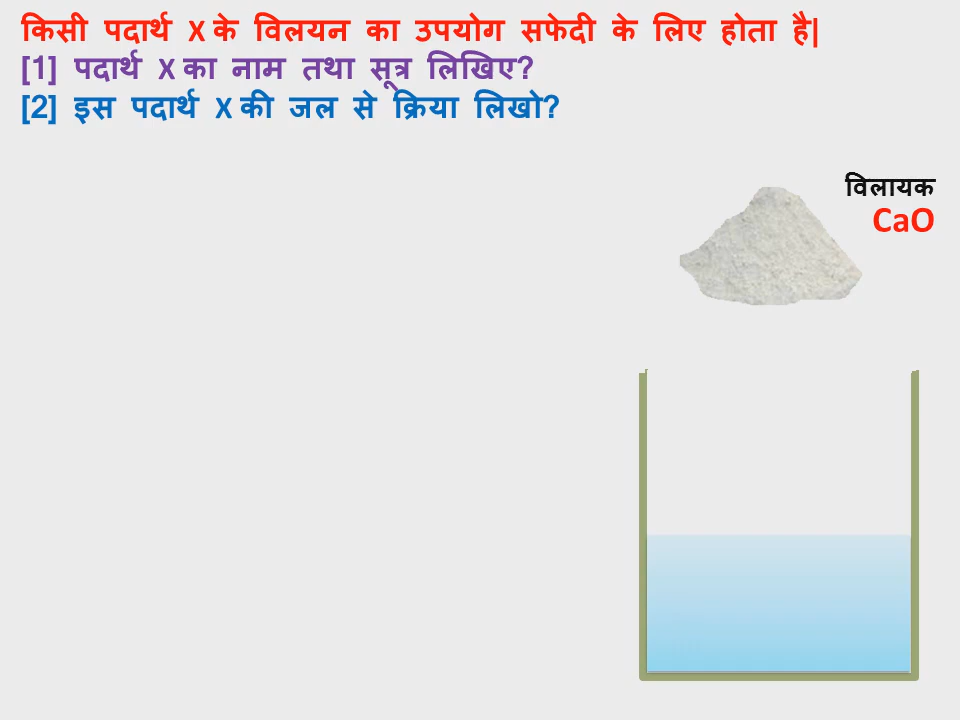 किसी पदार्थ X के विलयन का उपयोग सफेदी के लिए होता है|
[1] पदार्थ X का नाम तथा सूत्र लिखिए?
[2] इस पदार्थ X की जल से क्रिया लिखो?
विलायक
CaO